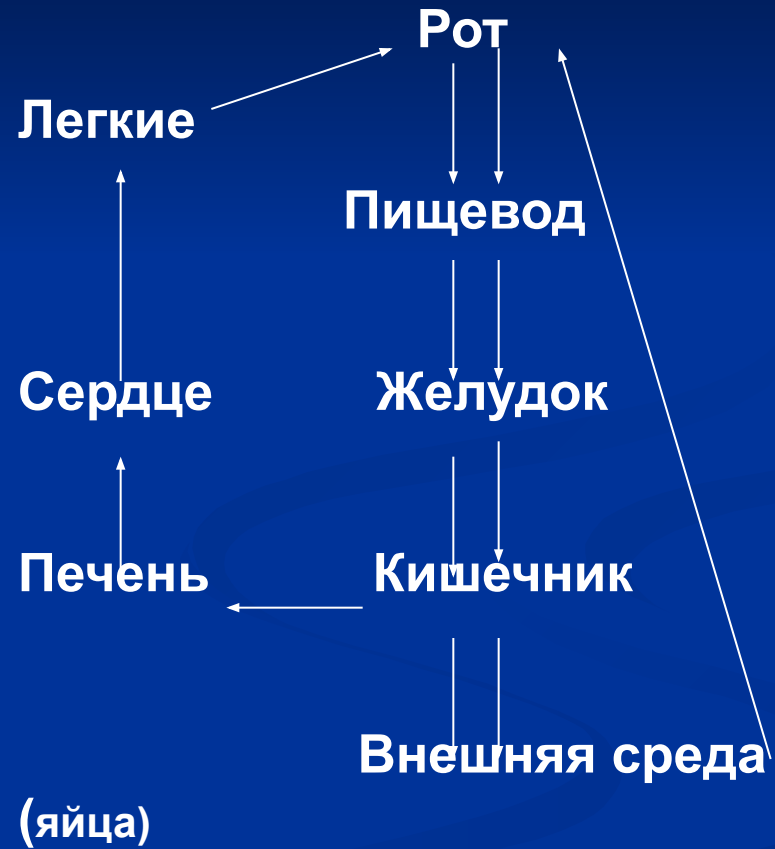 Рот
Легкие
Пищевод
Сердце
Желудок
Печень
Кишечник
Внешняя среда
(яйца)